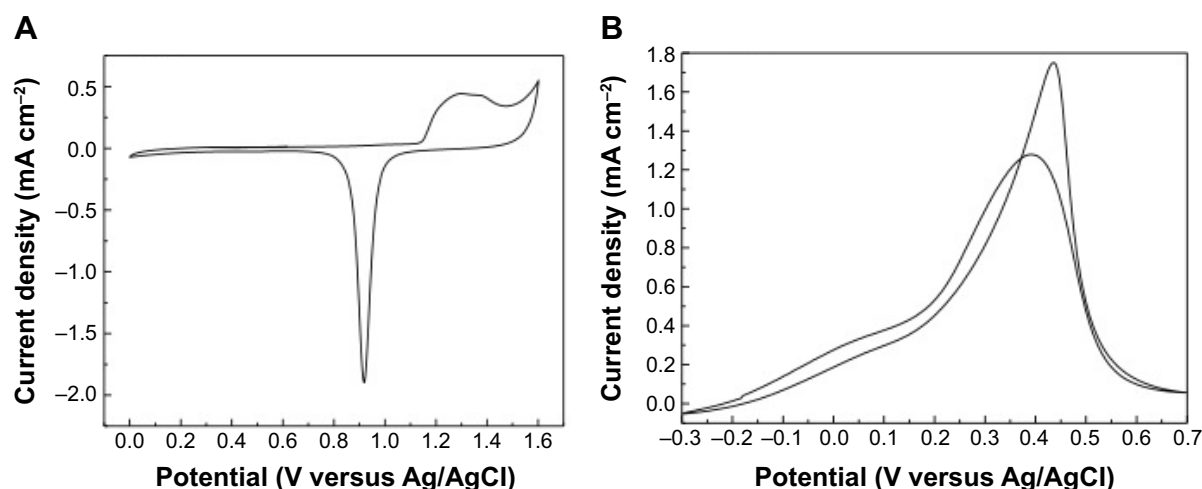 A
Current density (mA cm⁻²)
0.5
0.0
–0.5
–1.0
–1.5
–2.0
0.0 0.2 0.4 0.6 0.8 1.0 1.2 1.4 1.6
Potential (V versus Ag/AgCl)
B
Current density (mA cm⁻²)
1.8
1.6
1.4
1.2
1.0
0.8
0.6
0.4
0.2
0.0
–0.3 –0.2 –0.1 0.0 0.1 0.2 0.3 0.4 0.5 0.6 0.7
Potential (V versus Ag/AgCl)